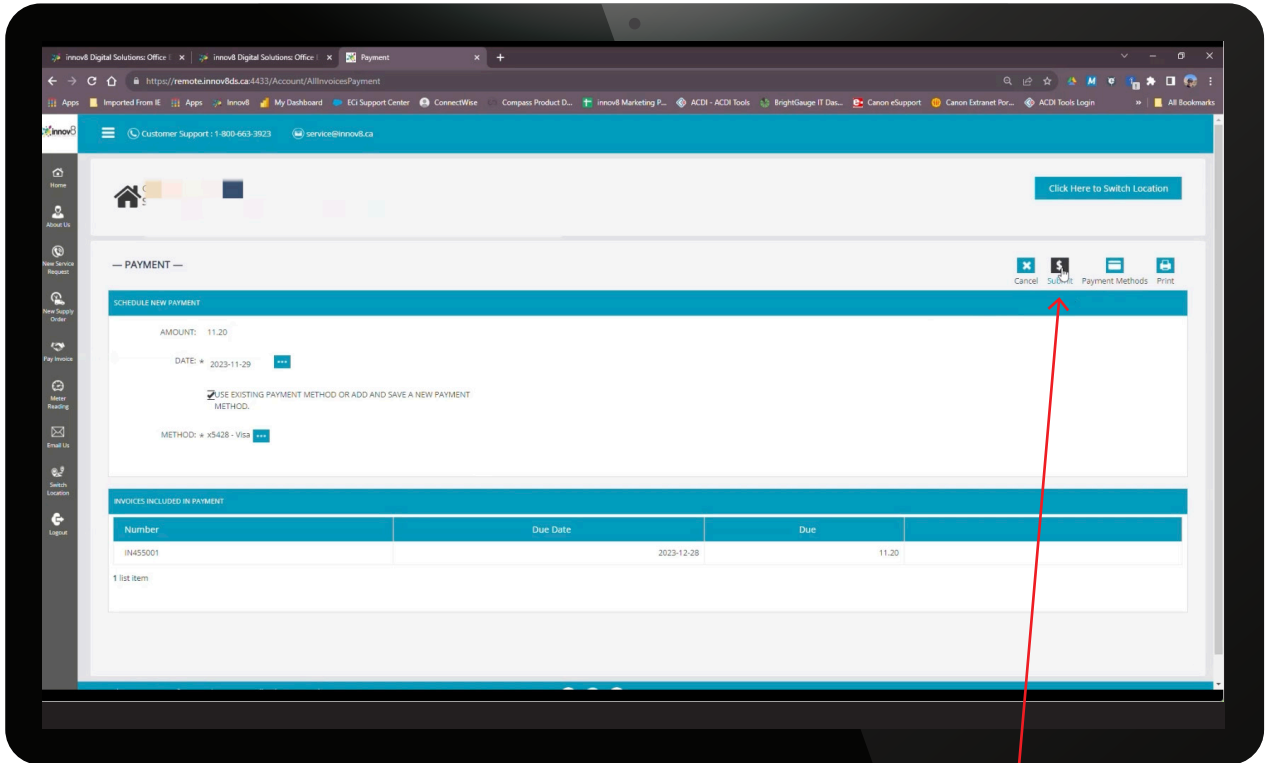 innov8 Digital Solutions: Office innov8 Digital Solutions: Office Payment
https://remote.innov8ds.ca:4433/Account/AllInvoicesPayment
Apps Imported From IE Apps Innov8 My Dashboard ECi Support Center ConnectWise Compass Product D... innov8 Marketing P... ACDI - ACDI Tools BrightGauge IT Das... Canon eSupport Canon Extranet Por... ACDI Tools Login » All Bookmarks
innov8 Customer Support : 1-800-663-3923 service@innov8.ca
Home
About Us
New Service
Request
New Supply
Order
Pay Invoice
Meter
Reading
Email Us
Switch
Location
Logout
Click Here to Switch Location
— PAYMENT —
Cancel Submit Payment Methods Print
SCHEDULE NEW PAYMENT
AMOUNT: 11.20
DATE: * 2023-11-29
USE EXISTING PAYMENT METHOD OR ADD AND SAVE A NEW PAYMENT
METHOD.
METHOD: * x5428 - Visa
INVOICES INCLUDED IN PAYMENT
Number Due Date Due
IN455001 2023-12-28 11.20
1 list item